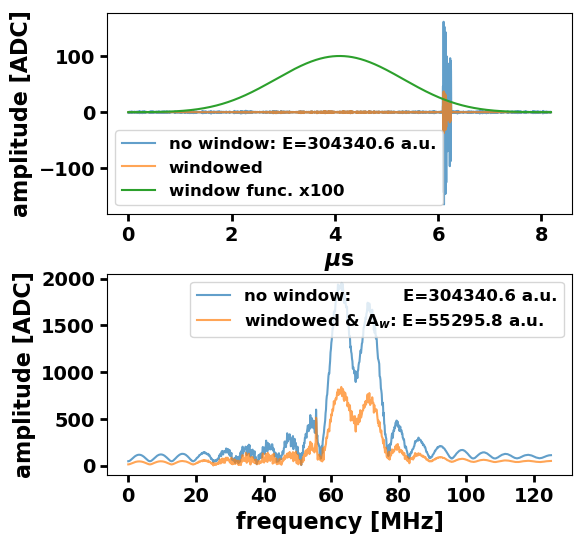 amplitude [ADC]
100
0
−100
no window: E=304340.6 a.u.
windowed
window func. x100
0 2 4 6 8
μs
amplitude [ADC]
2000
1500
1000
500
0
no window: E=304340.6 a.u.
windowed & A_w: E=55295.8 a.u.
0 20 40 60 80 100 120
frequency [MHz]